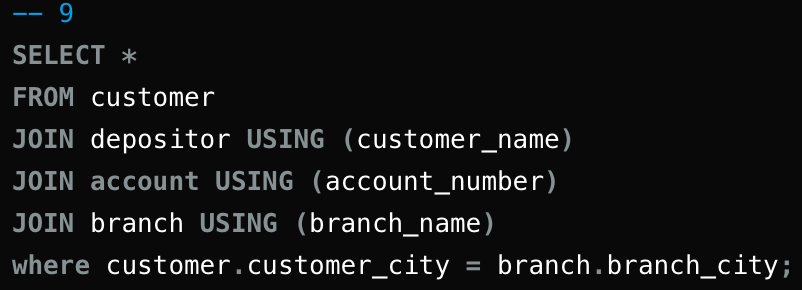 -- 9
SELECT *
FROM customer
JOIN depositor USING (customer_name)
JOIN account USING (account_number)
JOIN branch USING (branch_name)
where customer.customer_city = branch.branch_city;